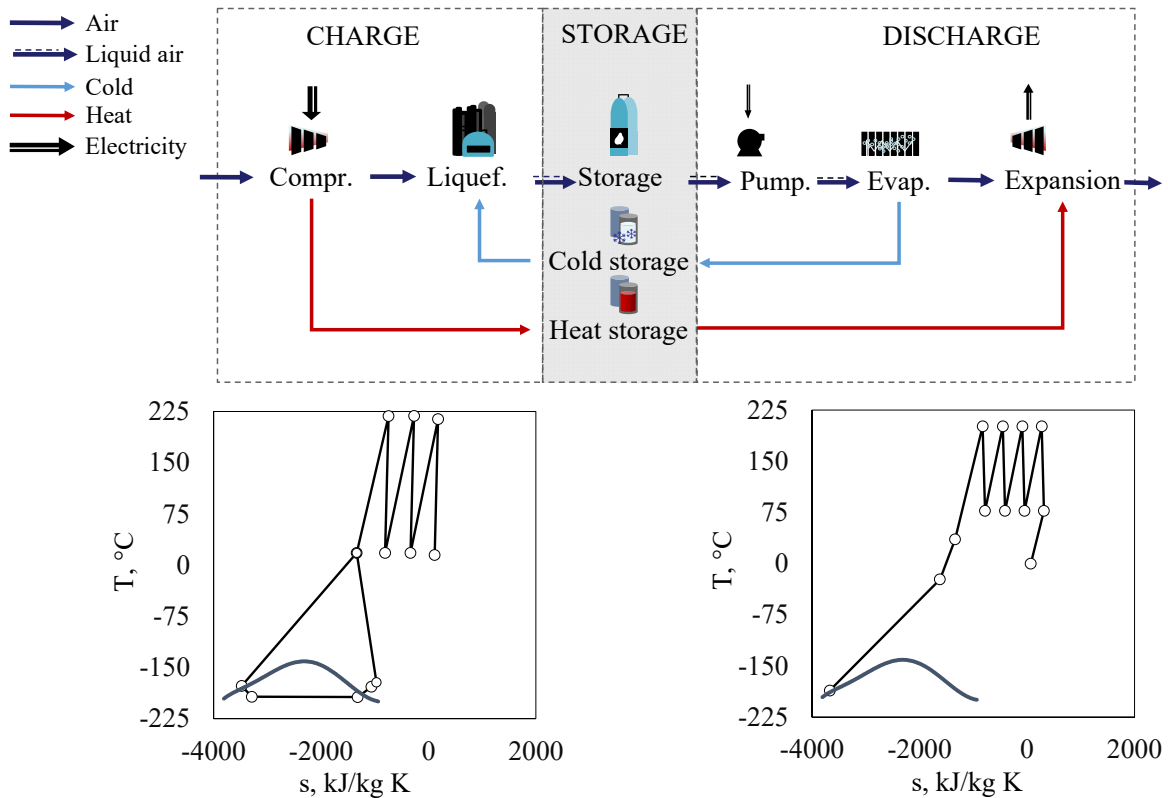 Air
Liquid air
Cold
Heat
Electricity
CHARGE
STORAGE
DISCHARGE
Compr.
Liquef.
Storage
Pump.
Evap.
Expansion
Cold storage
Heat storage
225
150
75
0
-75
-150
-225
T, °C
-4000 -2000 0 2000
s, kJ/kg K
225
150
75
0
-75
-150
-225
T, °C
-4000 -2000 0 2000
s, kJ/kg K